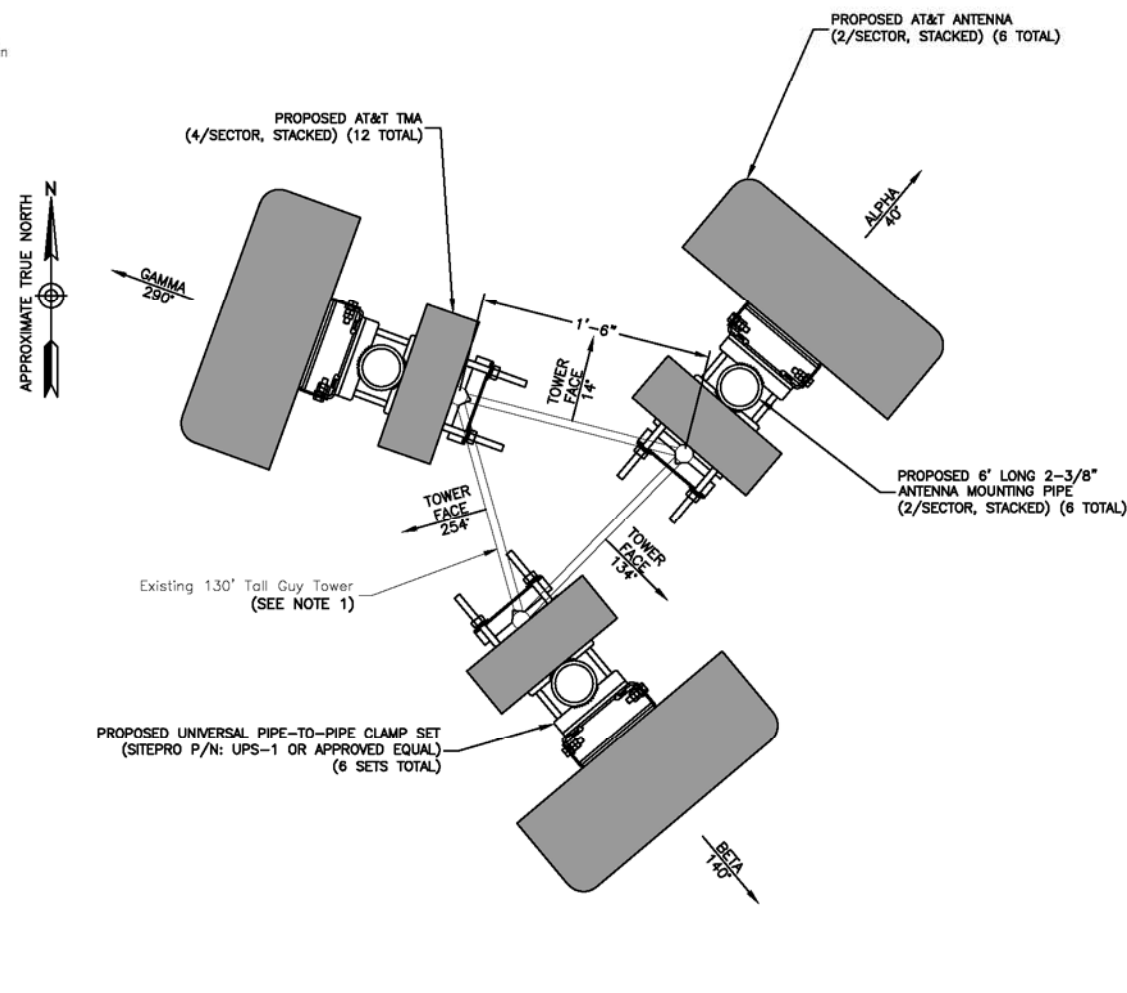 PROPOSED AT&T ANTENNA
(2/SECTOR, STACKED) (6 TOTAL)
n
PROPOSED AT&T TMA
(4/SECTOR, STACKED) (12 TOTAL)
N
APPROXIMATE TRUE NORTH
ALPHA
40°
GAMMA
290°
1'-6"
TOWER
FACE
14°
PROPOSED 6' LONG 2-3/8"
ANTENNA MOUNTING PIPE
(2/SECTOR, STACKED) (6 TOTAL)
TOWER
FACE
254°
TOWER
FACE
134°
Existing 130' Tall Guy Tower
(SEE NOTE 1)
PROPOSED UNIVERSAL PIPE-TO-PIPE CLAMP SET
(SITEPRO P/N: UPS-1 OR APPROVED EQUAL)
(6 SETS TOTAL)
BETA
140°